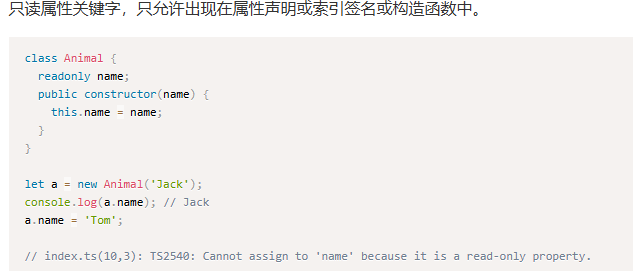 只读属性关键字，只允许出现在属性声明或索引签名或构造函数中。
class Animal {
  readonly name;
  public constructor(name) {
    this.name = name;
  }
}
let a = new Animal('Jack');
console.log(a.name); // Jack
a.name = 'Tom';
// index.ts(10,3): TS2540: Cannot assign to 'name' because it is a read-only property.